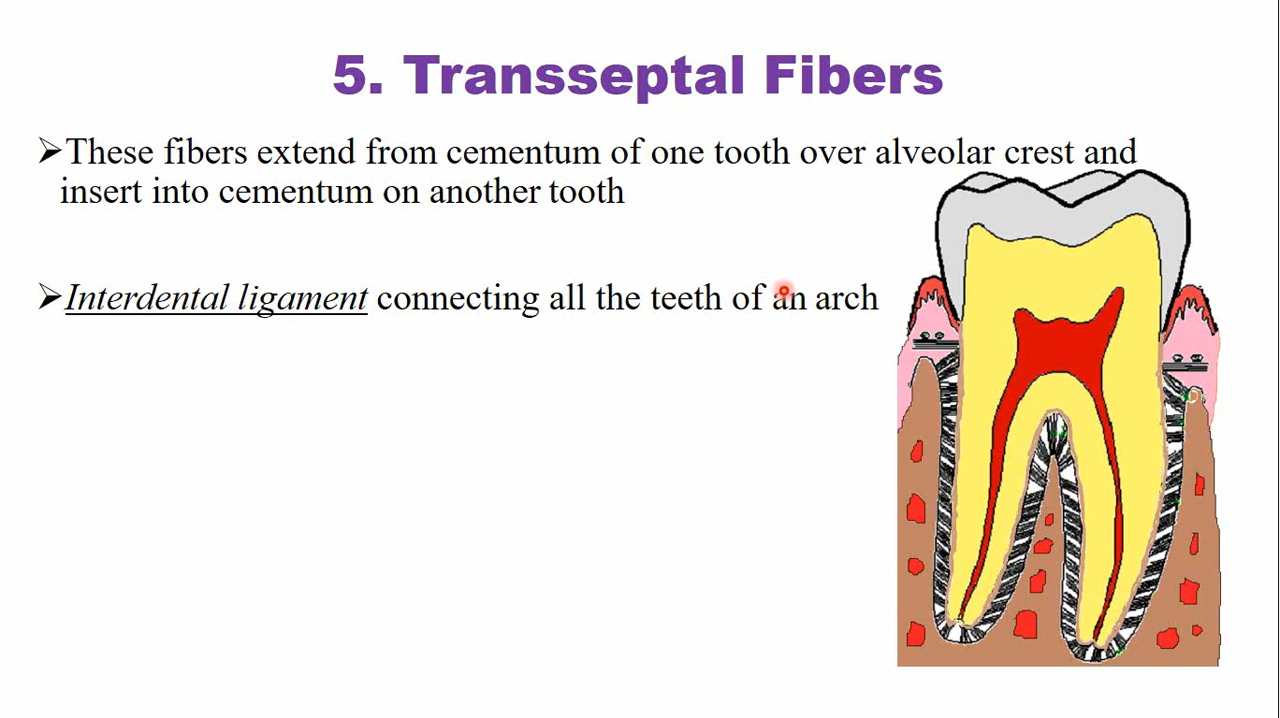 5. Transseptal Fibers
➢These fibers extend from cementum of one tooth over alveolar crest and
insert into cementum on another tooth
➢Interdental ligament connecting all the teeth of an arch